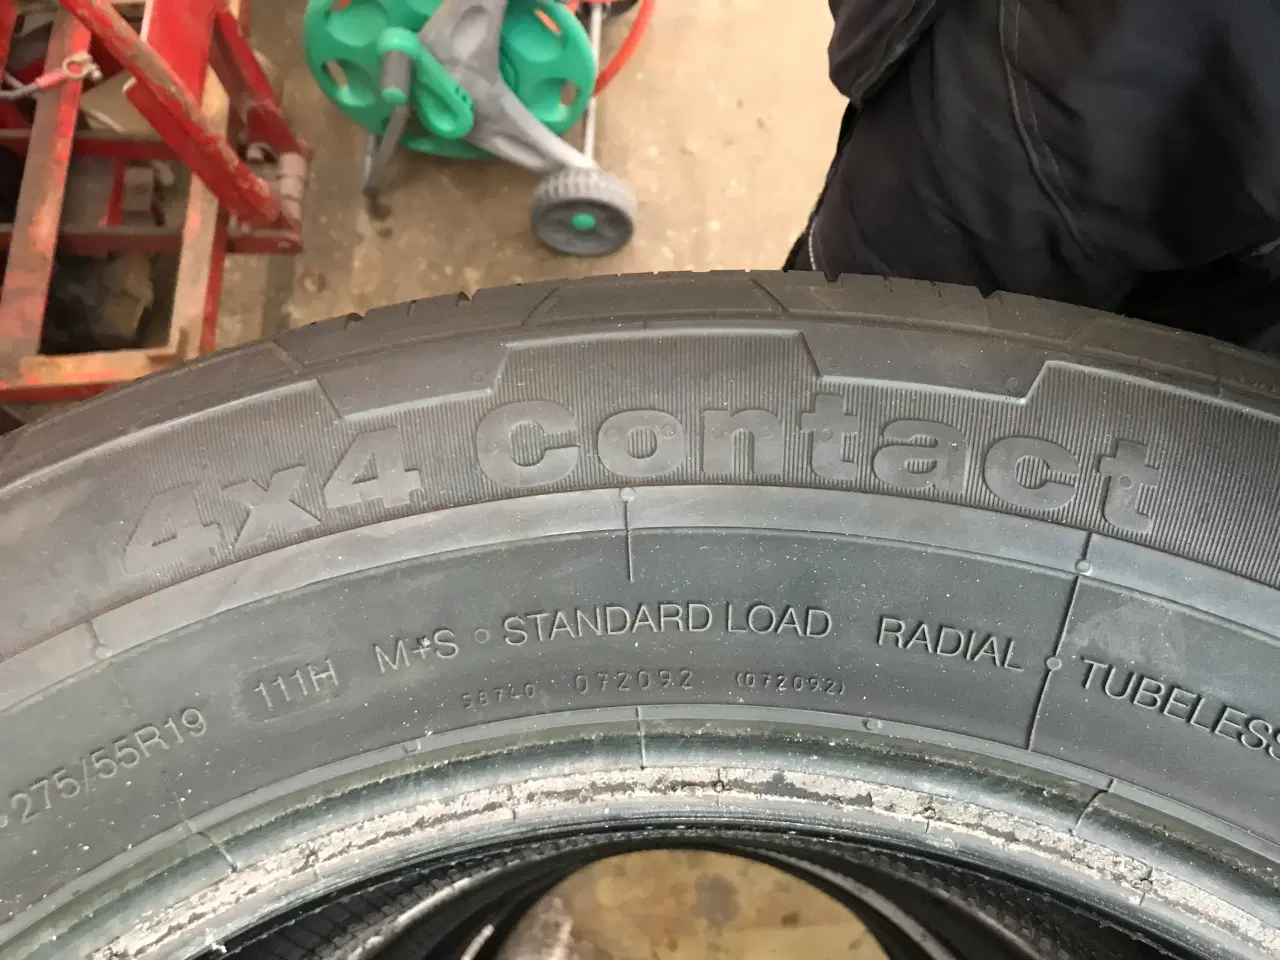 4x4 Contact
275/55R19 111H M+S STANDARD LOAD RADIAL TUBELESS
58740 072092 (072092)